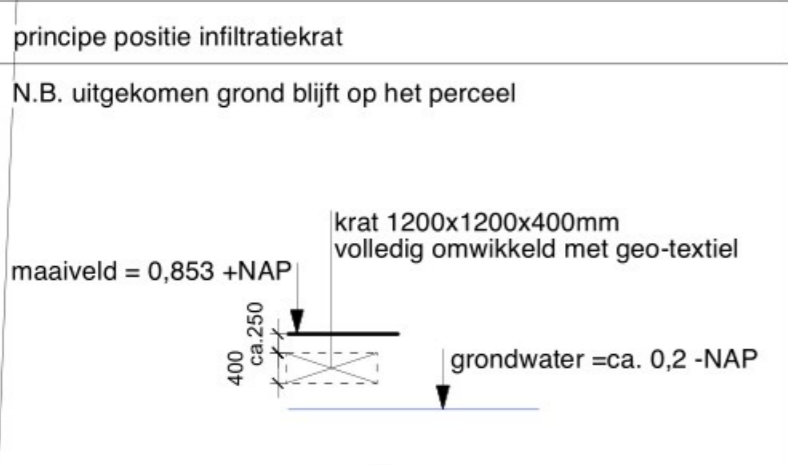 principe positie infiltratiekrat
N.B. uitgekomen grond blijft op het perceel
krat 1200x1200x400mm
volledig omwikkeld met geo-textiel
maaiveld = 0,853 +NAP
ca.250
400
grondwater =ca. 0,2 -NAP